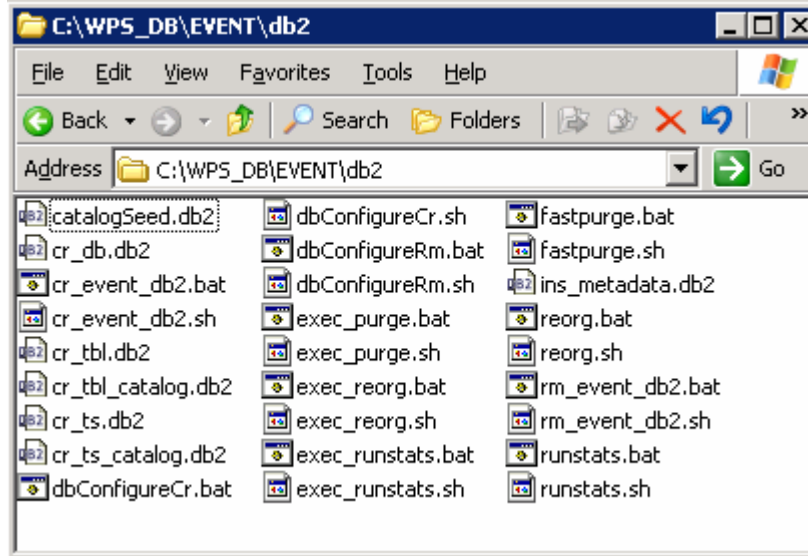 C:\WPS_DB\EVENT\db2
File Edit View Favorites Tools Help
Back Search Folders »
Address C:\WPS_DB\EVENT\db2 Go
catalogSeed.db2
cr_db.db2
cr_event_db2.bat
cr_event_db2.sh
cr_tbl.db2
cr_tbl_catalog.db2
cr_ts.db2
cr_ts_catalog.db2
dbConfigureCr.bat
dbConfigureCr.sh
dbConfigureRm.bat
dbConfigureRm.sh
exec_purge.bat
exec_purge.sh
exec_reorg.bat
exec_reorg.sh
exec_runstats.bat
exec_runstats.sh
fastpurge.bat
fastpurge.sh
ins_metadata.db2
reorg.bat
reorg.sh
rm_event_db2.bat
rm_event_db2.sh
runstats.bat
runstats.sh